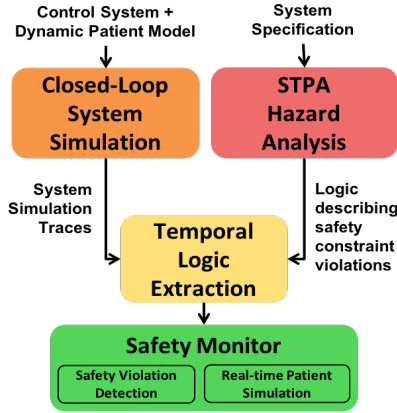 Control System +
Dynamic Patient Model
System
Specification
Closed-Loop
System
Simulation
STPA
Hazard
Analysis
System
Simulation
Traces
Logic
describing
safety
constraint
violations
Temporal
Logic
Extraction
Safety Monitor
Safety Violation
Detection
Real-time Patient
Simulation